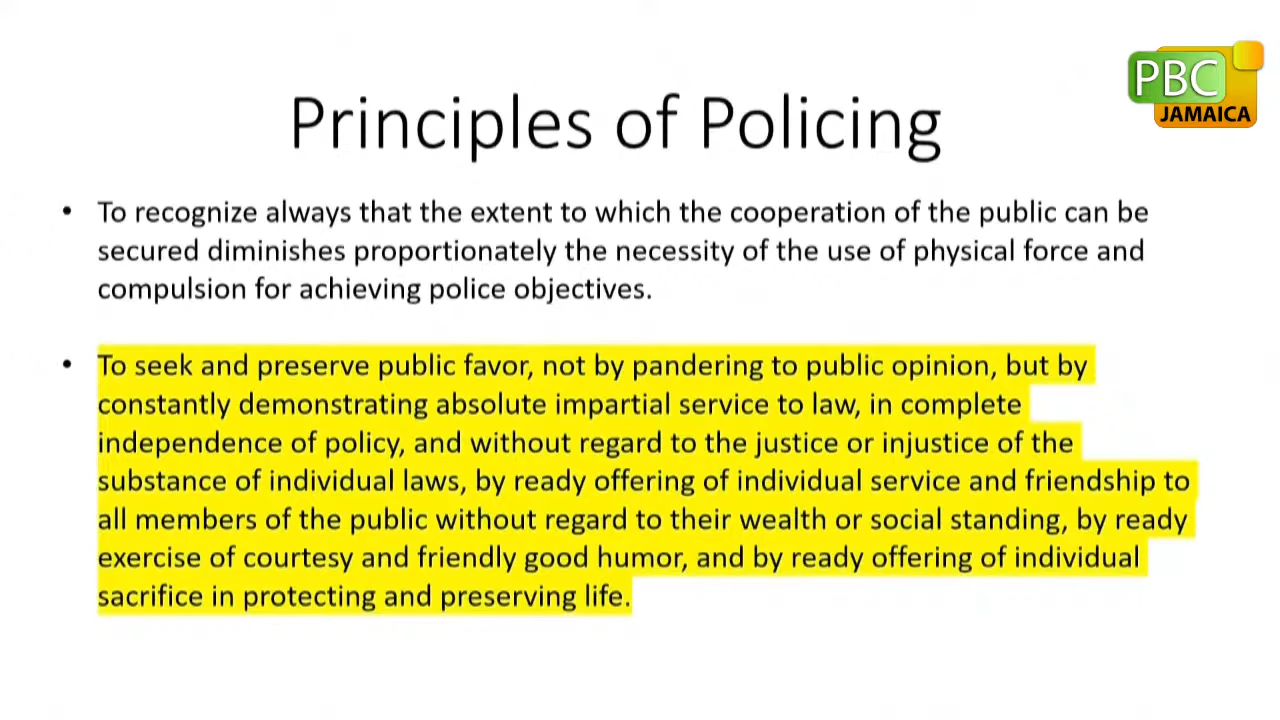 PBC
JAMAICA
Principles of Policing
• To recognize always that the extent to which the cooperation of the public can be
secured diminishes proportionately the necessity of the use of physical force and
compulsion for achieving police objectives.
• To seek and preserve public favor, not by pandering to public opinion, but by
constantly demonstrating absolute impartial service to law, in complete
independence of policy, and without regard to the justice or injustice of the
substance of individual laws, by ready offering of individual service and friendship to
all members of the public without regard to their wealth or social standing, by ready
exercise of courtesy and friendly good humor, and by ready offering of individual
sacrifice in protecting and preserving life.